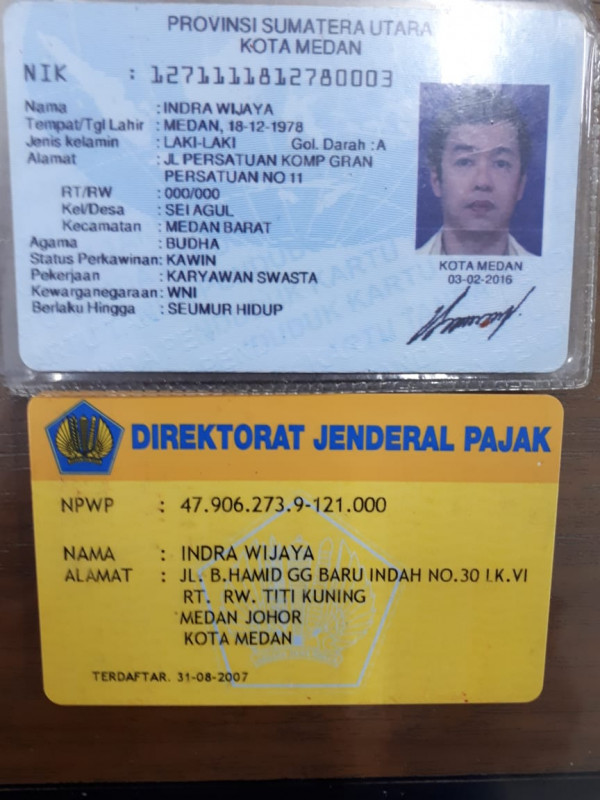 PROVINSI SUMATERA UTARA
KOTA MEDAN
NIK : 1271111812780003
Nama : INDRA WIJAYA
Tempat/Tgl Lahir : MEDAN, 18-12-1978
Jenis kelamin : LAKI-LAKI Gol. Darah : A
Alamat : JL PERSATUAN KOMP GRAN
PERSATUAN NO 11
RT/RW : 000/000
Kel/Desa : SEI AGUL
Kecamatan : MEDAN BARAT
Agama : BUDHA
Status Perkawinan: KAWIN
Pekerjaan : KARYAWAN SWASTA
Kewarganegaraan: WNI
Berlaku Hingga : SEUMUR HIDUP
KOTA MEDAN
03-02-2016
DIREKTORAT JENDERAL PAJAK
NPWP : 47.906.273.9-121.000
NAMA : INDRA WIJAYA
ALAMAT : JL. B.HAMID GG BARU INDAH NO.30 LK.VI
RT. RW. TITI KUNING
MEDAN JOHOR
KOTA MEDAN
TERDAFTAR. 31-08-2007